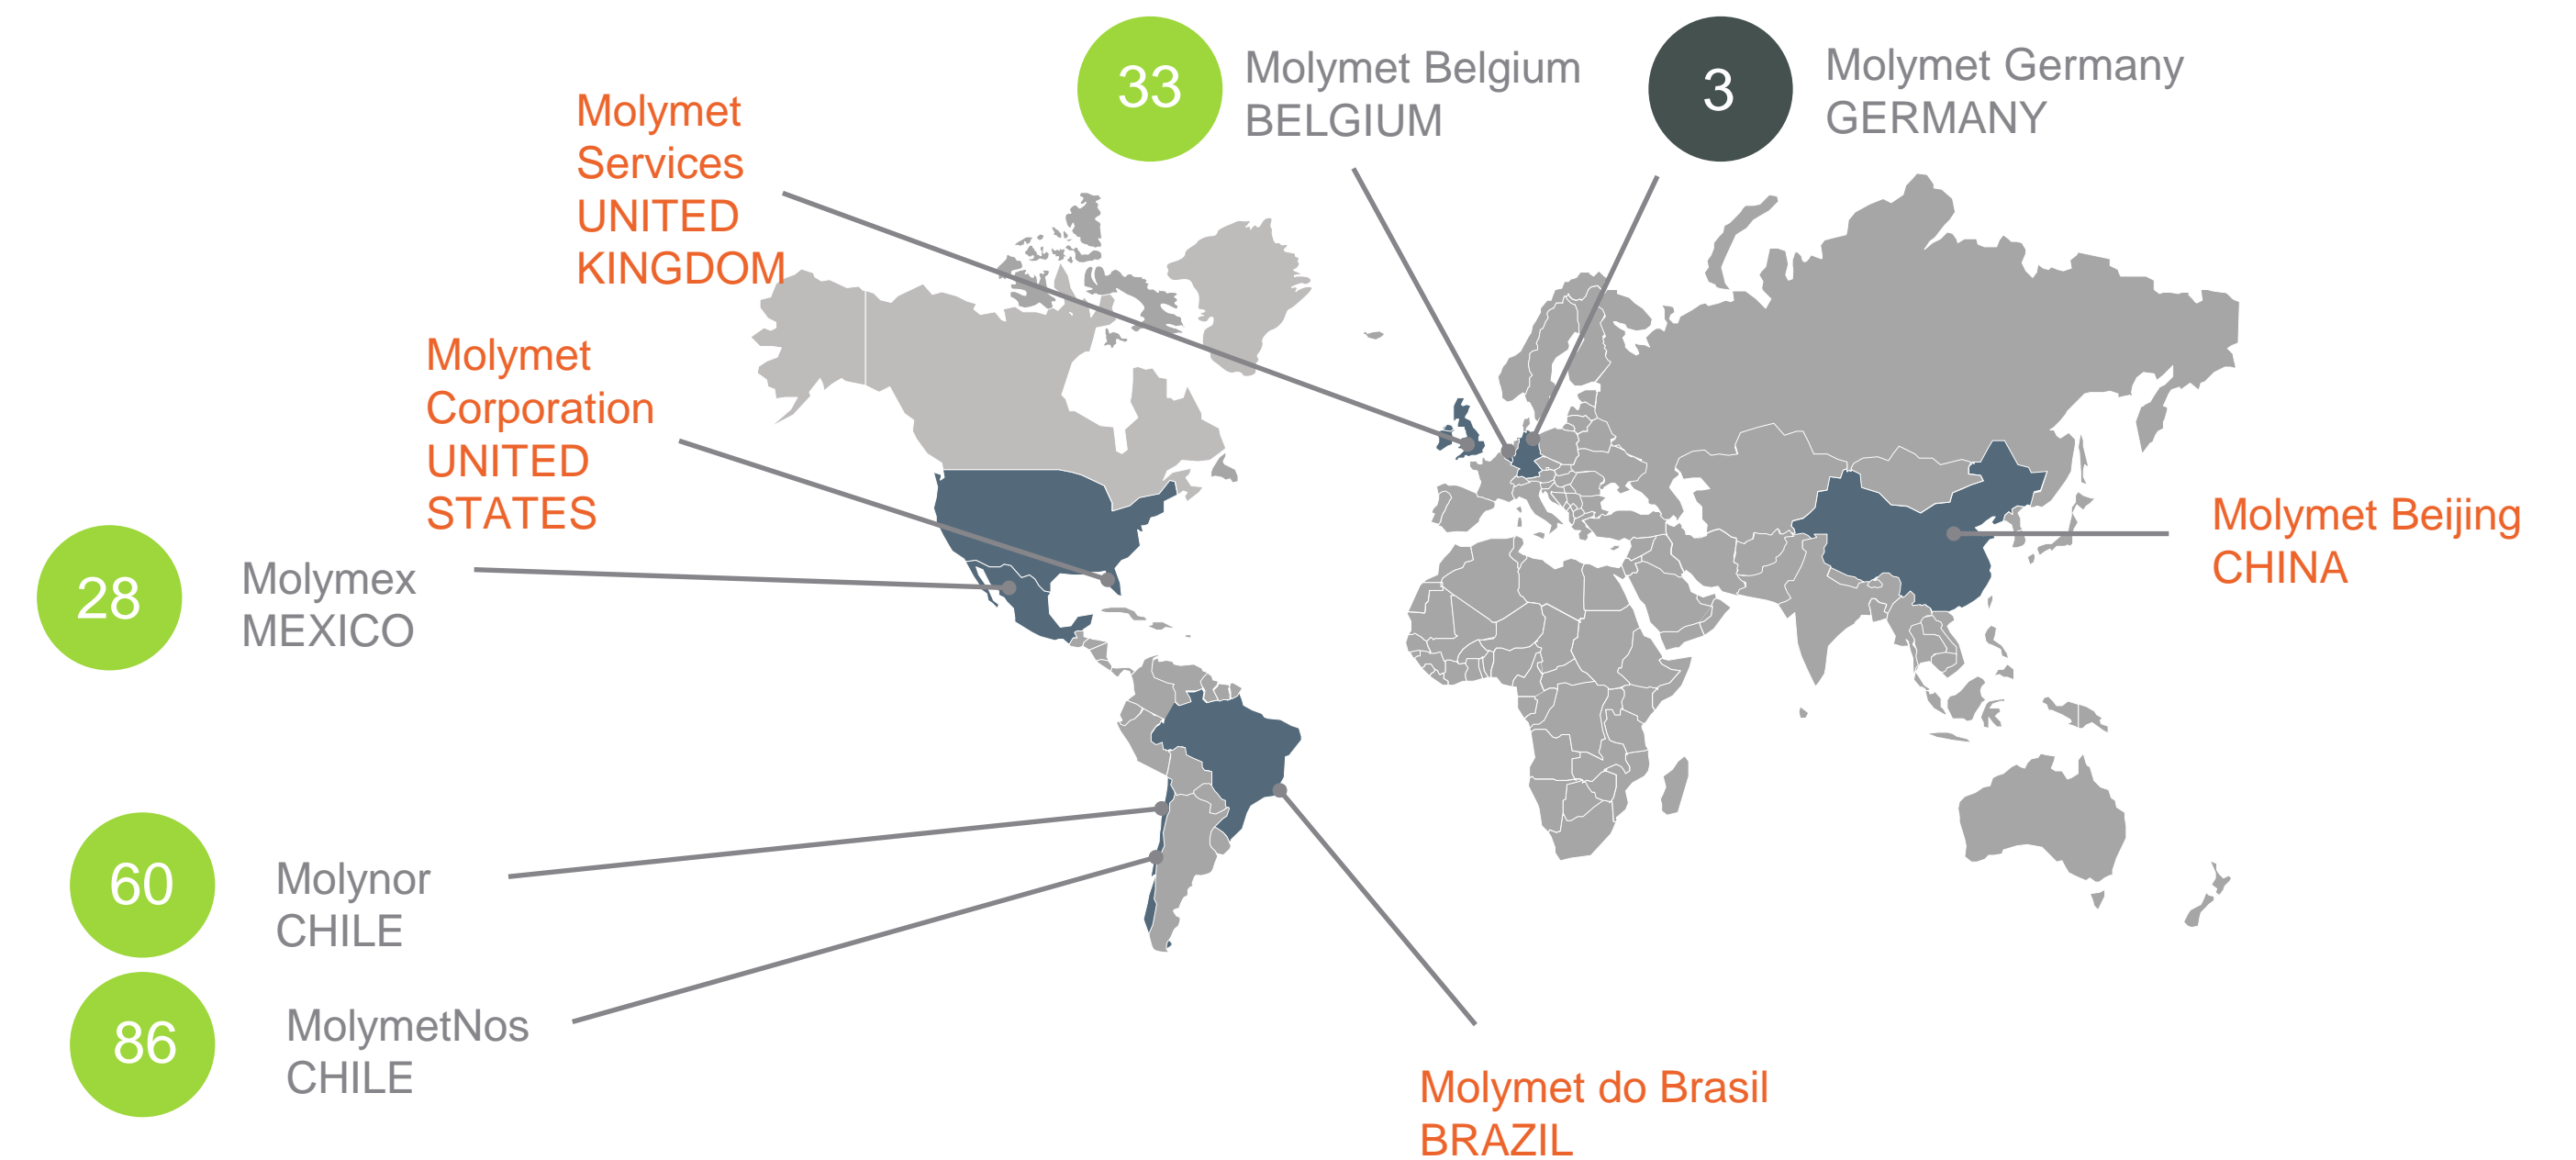 33
Molymet Belgium
BELGIUM
3
Molymet Germany
GERMANY
Molymet
Services
UNITED
KINGDOM
Molymet
Corporation
UNITED
STATES
Molymet Beijing
CHINA
28
Molymex
MEXICO
60
Molynor
CHILE
86
MolymetNos
CHILE
Molymet do Brasil
BRAZIL